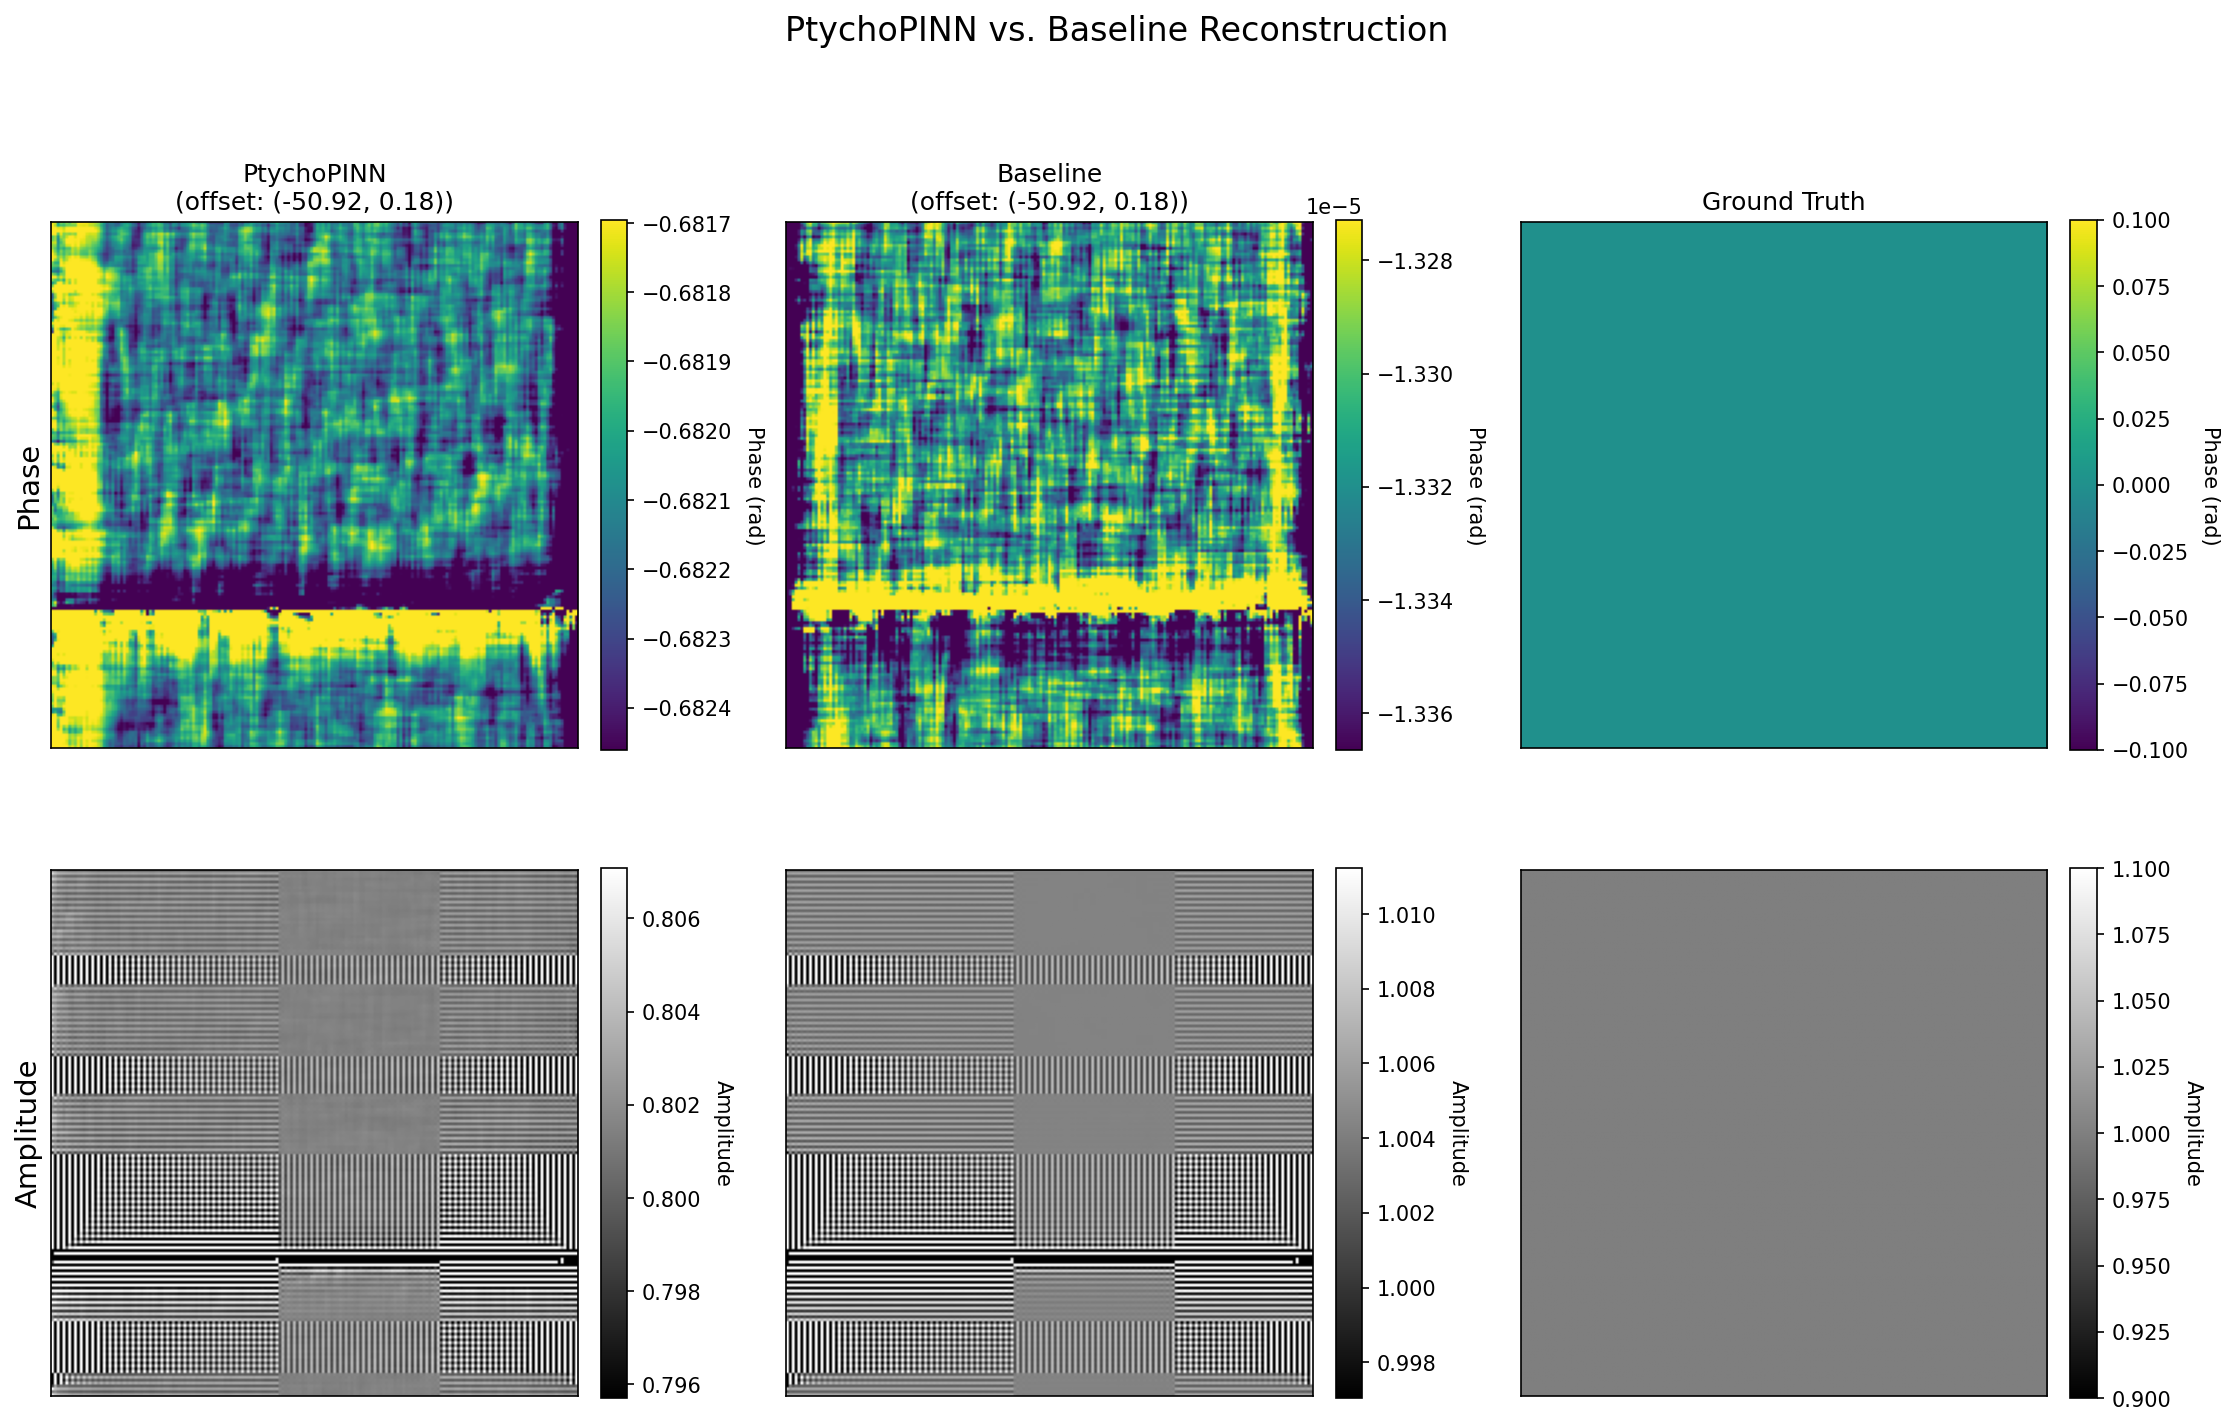 PtychoPINN vs. Baseline Reconstruction
PtychoPINN
(offset: (-50.92, 0.18))
Baseline
(offset: (-50.92, 0.18))
Ground Truth
Phase
−0.6817
−0.6818
−0.6819
−0.6820
−0.6821
−0.6822
−0.6823
−0.6824
Phase (rad)
1e−5
−1.328
−1.330
−1.332
−1.334
−1.336
Phase (rad)
0.100
0.075
0.050
0.025
0.000
−0.025
−0.050
−0.075
−0.100
Phase (rad)
Amplitude
0.806
0.804
0.802
0.800
0.798
0.796
Amplitude
1.010
1.008
1.006
1.004
1.002
1.000
0.998
Amplitude
1.100
1.075
1.050
1.025
1.000
0.975
0.950
0.925
0.900
Amplitude